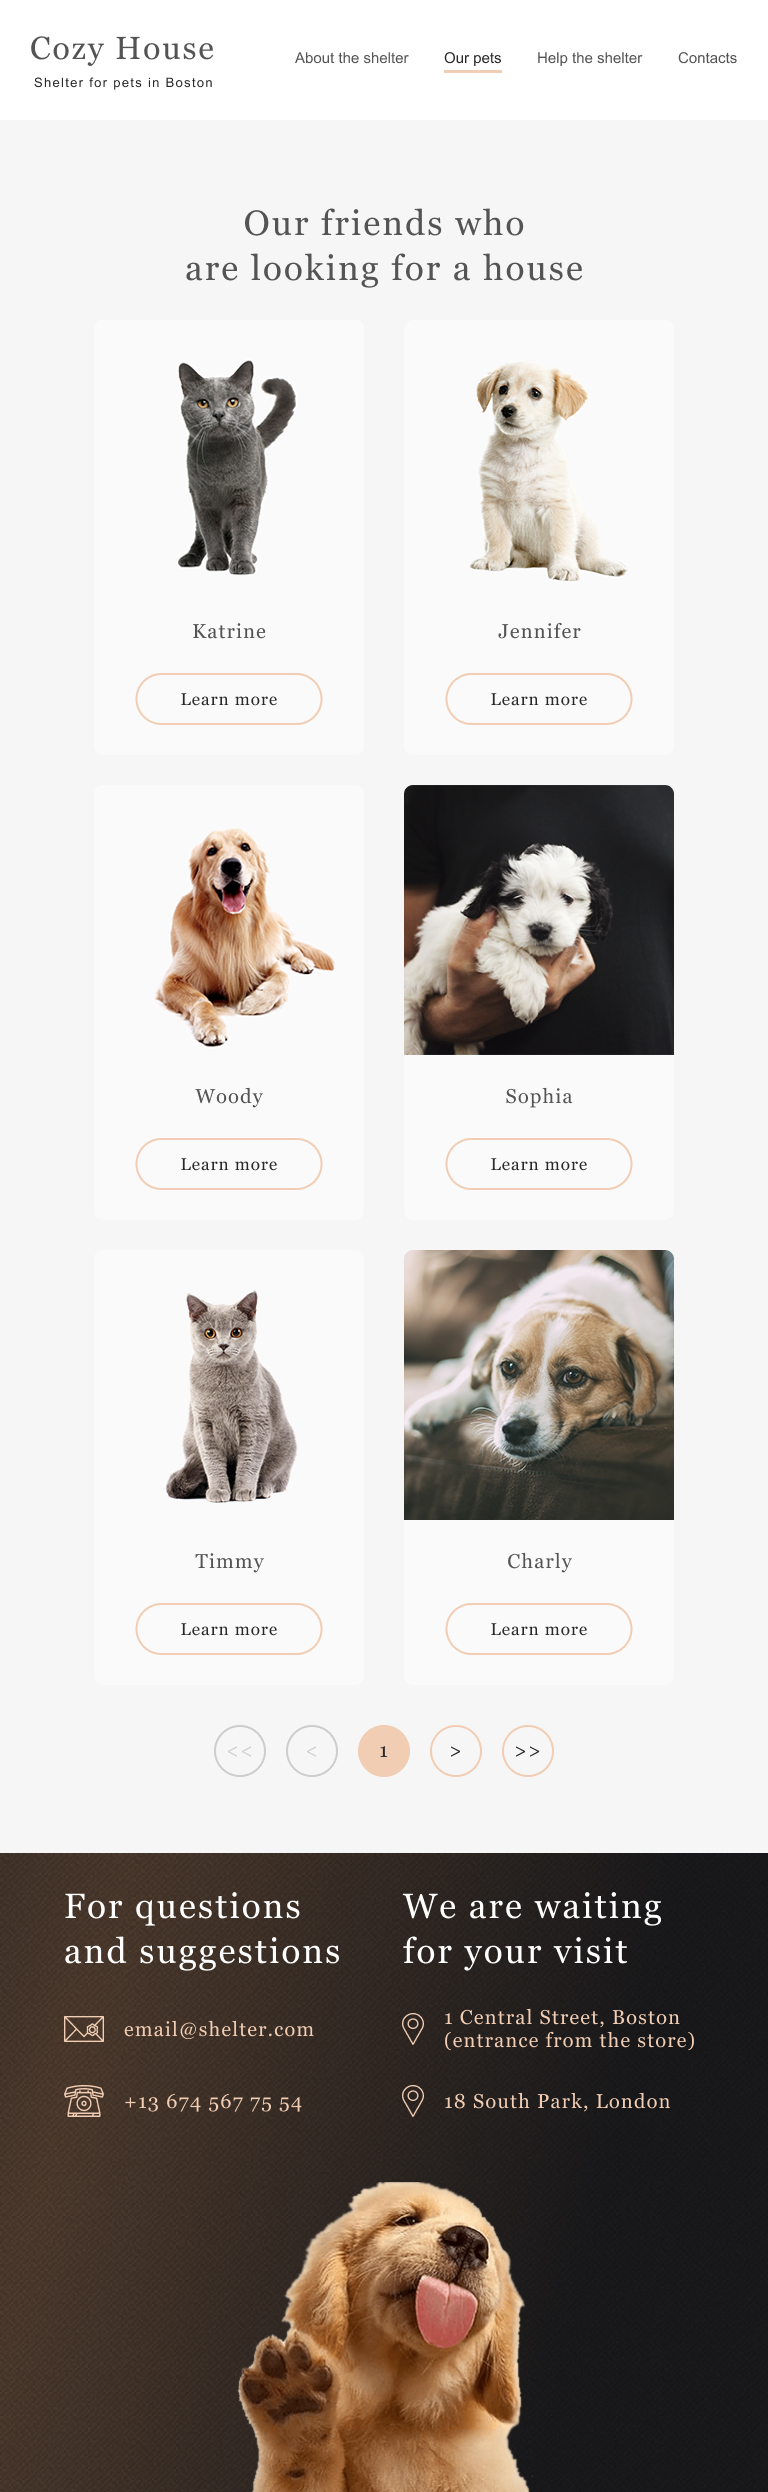 Cozy House
Shelter for pets in Boston
About the shelter
Our pets
Help the shelter
Contacts
Our friends who
are looking for a house
Katrine
Jennifer
Learn more
Learn more
Woody
Sophia
Learn more
Learn more
Timmy
Charly
Learn more
Learn more
<<
<
1
>
>>
For questions
and suggestions
email@shelter.com
+13 674 567 75 54
We are waiting
for your visit
1 Central Street, Boston
(entrance from the store)
18 South Park, London